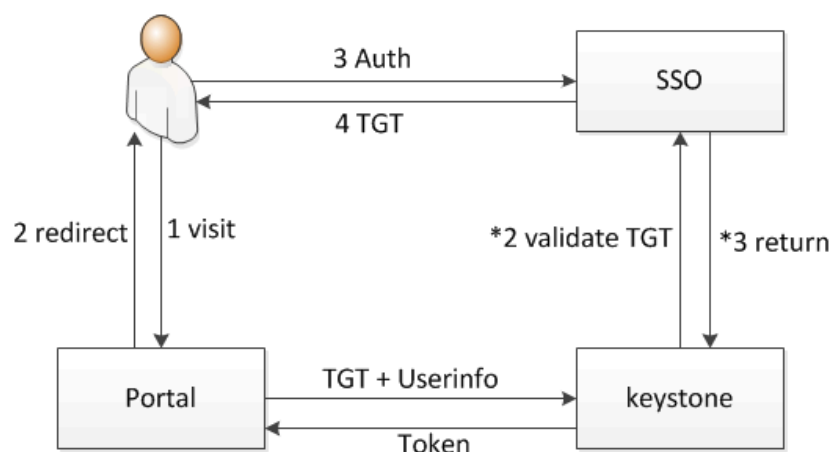 3 Auth
SSO
4 TGT
2 redirect
1 visit
*2 validate TGT
*3 return
Portal
TGT + Userinfo
keystone
Token